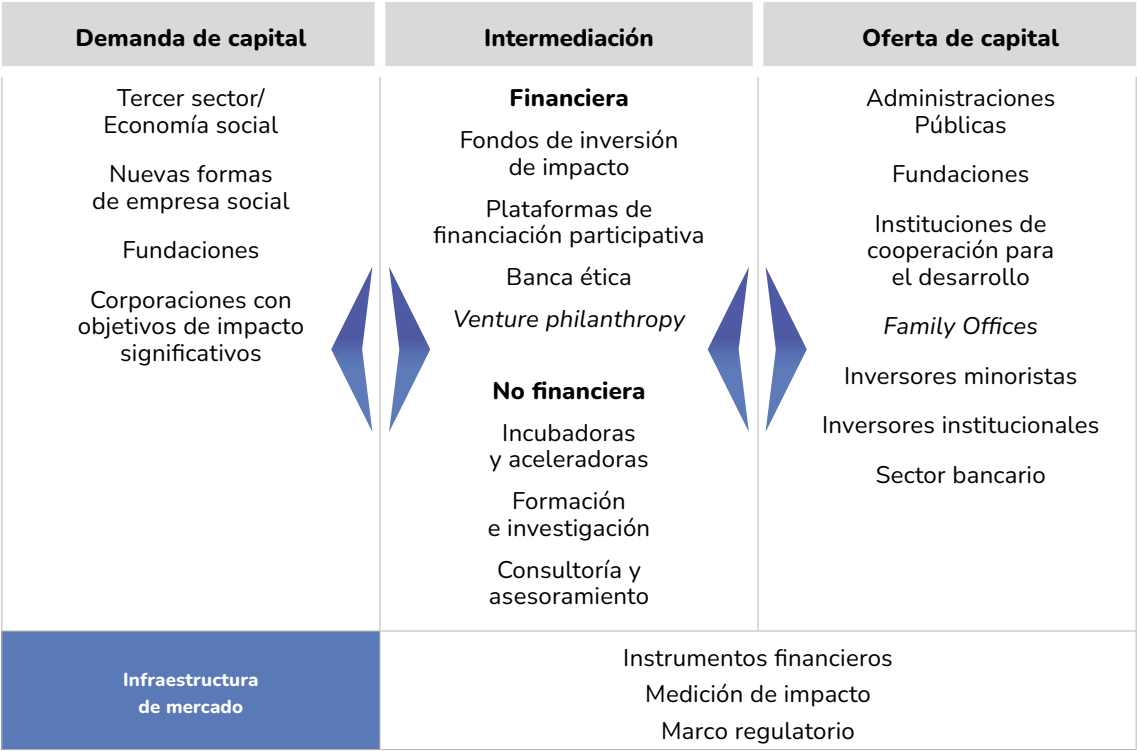 Demanda de capital
Intermediación
Oferta de capital
Tercer sector/
Economía social
Nuevas formas
de empresa social
Fundaciones
Corporaciones con
objetivos de impacto
significativos
Financiera
Fondos de inversión
de impacto
Plataformas de
financiación participativa
Banca ética
Venture philanthropy
No financiera
Incubadoras
y aceleradoras
Formación
e investigación
Consultoría y
asesoramiento
Administraciones
Públicas
Fundaciones
Instituciones de
cooperación para
el desarrollo
Family Offices
Inversores minoristas
Inversores institucionales
Sector bancario
Infraestructura
de mercado
Instrumentos financieros
Medición de impacto
Marco regulatorio